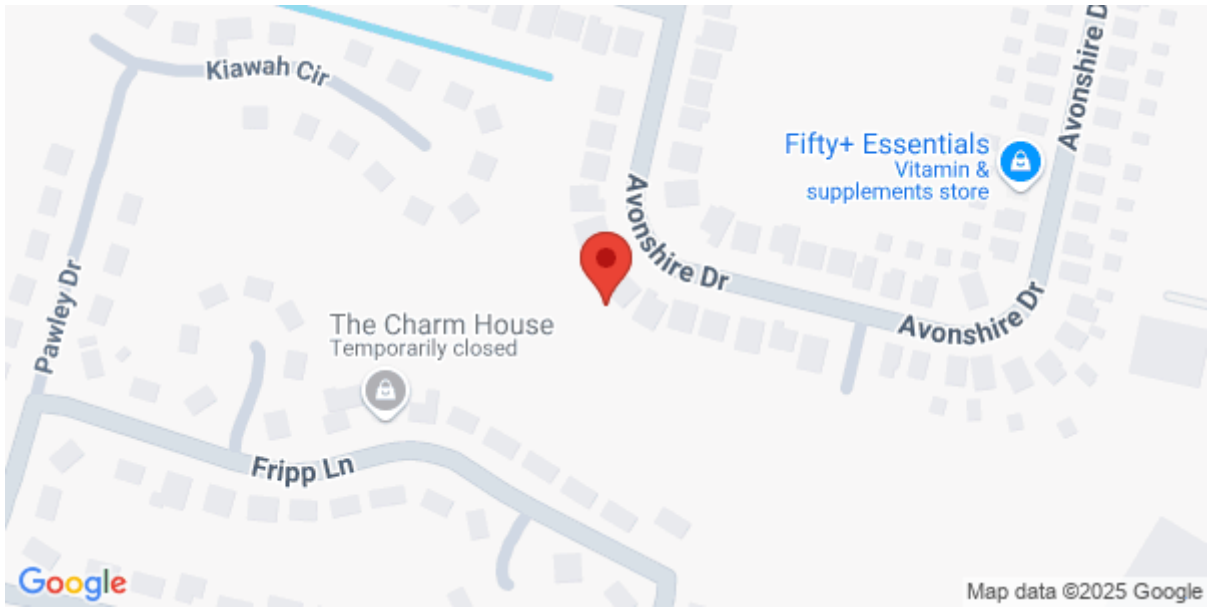 Kiawah Cir
Avonshire D
Fifty+ Essentials
Vitamin &
supplements store
Avonshire Dr
Pawley Dr
The Charm House
Temporarily closed
Avonshire Dr
Fripp Ln
Google
Map data ©2025 Google